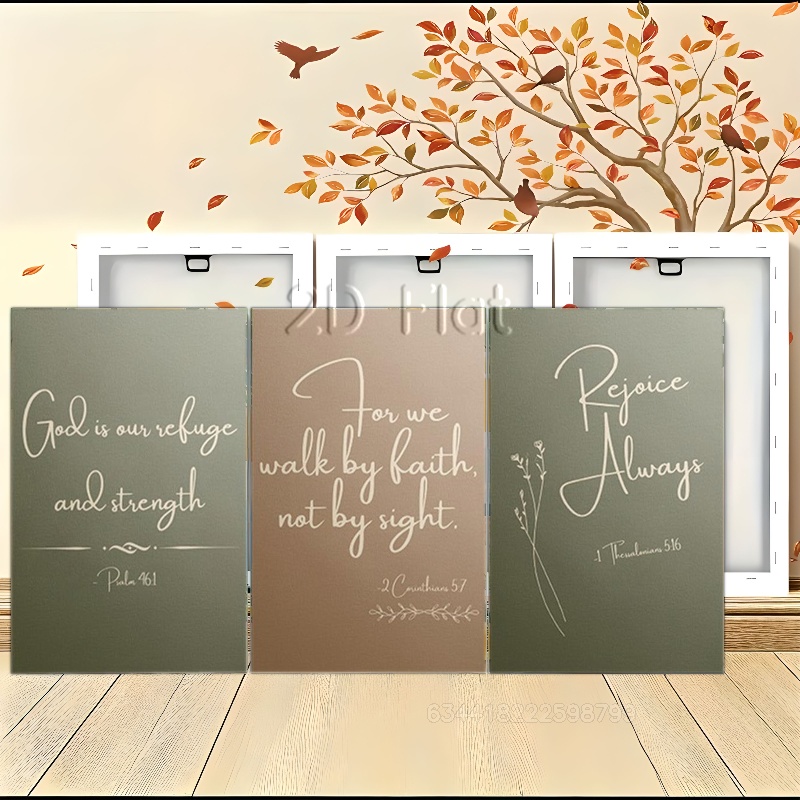 2D Flat
God is our refuge
and strength
- Psalm 46:1
For we
walk by faith,
not by sight.
-2 Corinthians 5:7
Rejoice
Always
-1 Thessalonians 5:16